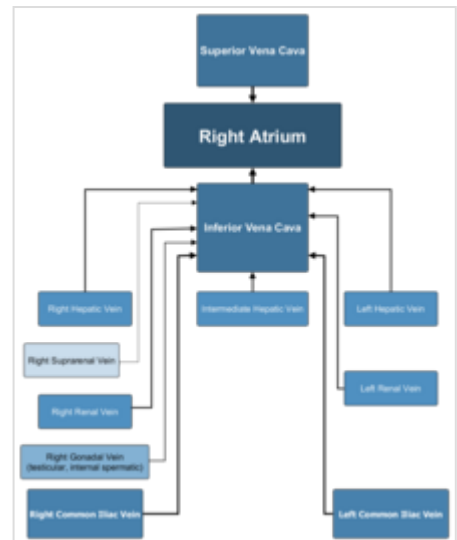 Superior Vena Cava
Right Atrium
Inferior Vena Cava
Right Hepatic Vein
Intermediate Hepatic Vein
Left Hepatic Vein
Right Suprarenal Vein
Left Renal Vein
Right Renal Vein
Right Gonadal Vein
(testicular, internal spermatic)
Right Common Iliac Vein
Left Common Iliac Vein